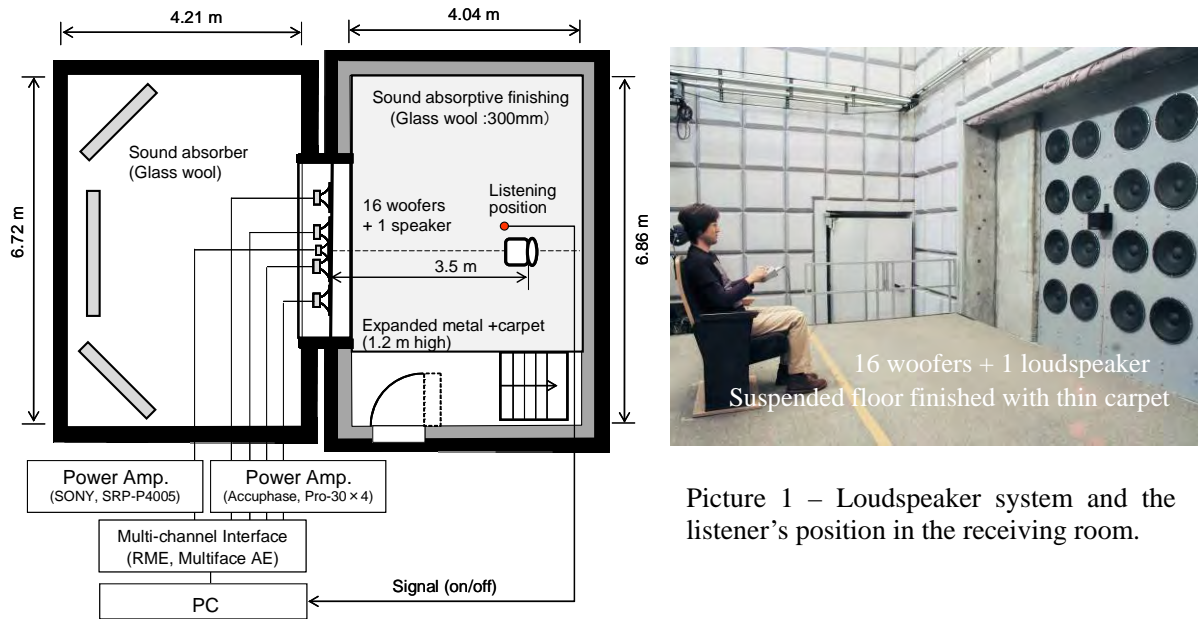 4.21 m
4.04 m
Sound absorptive finishing
(Glass wool :300mm)
Sound absorber
(Glass wool)
16 woofers
+ 1 speaker
Listening
position
6.72 m
6.86 m
3.5 m
Expanded metal +carpet
(1.2 m high)
Power Amp.
(SONY, SRP-P4005)
Power Amp.
(Accuphase, Pro-30×4)
Multi-channel Interface
(RME, Multiface AE)
PC
Signal (on/off)
16 woofers + 1 loudspeaker
Suspended floor finished with thin carpet
Picture 1 – Loudspeaker system and the
listener's position in the receiving room.